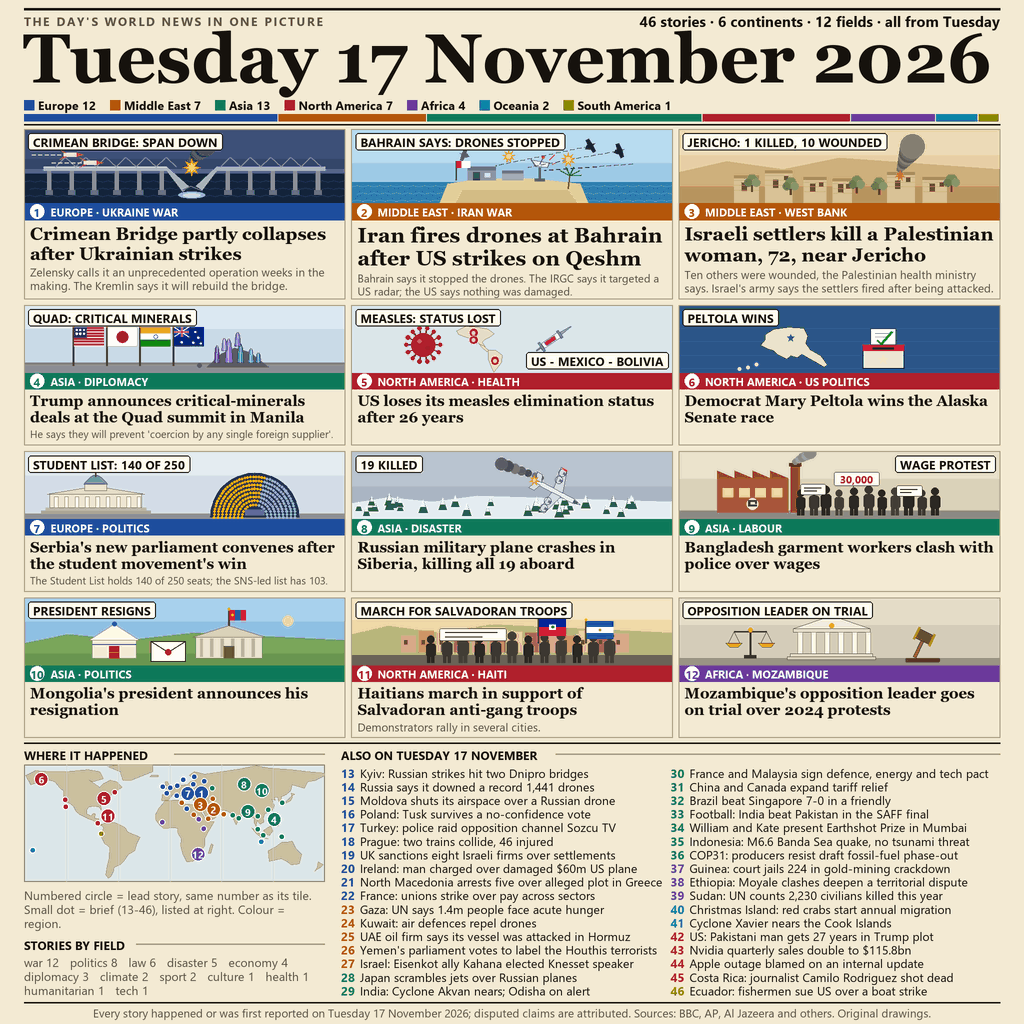 THE DAY'S WORLD NEWS IN ONE PICTURE
46 stories · 6 continents · 12 fields · all from Tuesday
Tuesday 17 November 2026
Europe 12 Middle East 7 Asia 13 North America 7 Africa 4 Oceania 2 South America 1
CRIMEAN BRIDGE: SPAN DOWN
1 EUROPE · UKRAINE WAR
Crimean Bridge partly collapses
after Ukrainian strikes
Zelensky calls it an unprecedented operation weeks in the
making. The Kremlin says it will rebuild the bridge.
BAHRAIN SAYS: DRONES STOPPED
2 MIDDLE EAST · IRAN WAR
Iran fires drones at Bahrain
after US strikes on Qeshm
Bahrain says it stopped the drones. The IRGC says it targeted a
US radar; the US says nothing was damaged.
JERICHO: 1 KILLED, 10 WOUNDED
3 MIDDLE EAST · WEST BANK
Israeli settlers kill a Palestinian
woman, 72, near Jericho
Ten others were wounded, the Palestinian health ministry
says. Israel's army says the settlers fired after being attacked.
QUAD: CRITICAL MINERALS
4 ASIA · DIPLOMACY
Trump announces critical-minerals
deals at the Quad summit in Manila
He says they will prevent 'coercion by any single foreign supplier'.
MEASLES: STATUS LOST
US - MEXICO - BOLIVIA
5 NORTH AMERICA · HEALTH
US loses its measles elimination status
after 26 years
PELTOLA WINS
6 NORTH AMERICA · US POLITICS
Democrat Mary Peltola wins the Alaska
Senate race
STUDENT LIST: 140 OF 250
7 EUROPE · POLITICS
Serbia's new parliament convenes after
the student movement's win
The Student List holds 140 of 250 seats; the SNS-led list has 103.
19 KILLED
8 ASIA · DISASTER
Russian military plane crashes in
Siberia, killing all 19 aboard
WAGE PROTEST
30,000
9 ASIA · LABOUR
Bangladesh garment workers clash with
police over wages
PRESIDENT RESIGNS
10 ASIA · POLITICS
Mongolia's president announces his
resignation
MARCH FOR SALVADORAN TROOPS
11 NORTH AMERICA · HAITI
Haitians march in support of
Salvadoran anti-gang troops
Demonstrators rally in several cities.
OPPOSITION LEADER ON TRIAL
12 AFRICA · MOZAMBIQUE
Mozambique's opposition leader goes
on trial over 2024 protests
WHERE IT HAPPENED
6 5 11 7 1 3 2 8 10 9 4 12
Numbered circle = lead story, same number as its tile.
Small dot = brief (13-46), listed at right. Colour =
region.
STORIES BY FIELD
war 12 politics 8 law 6 disaster 5 economy 4
diplomacy 3 climate 2 sport 2 culture 1 health 1
humanitarian 1 tech 1
ALSO ON TUESDAY 17 NOVEMBER
13 Kyiv: Russian strikes hit two Dnipro bridges
14 Russia says it downed a record 1,441 drones
15 Moldova shuts its airspace over a Russian drone
16 Poland: Tusk survives a no-confidence vote
17 Turkey: police raid opposition channel Sozcu TV
18 Prague: two trains collide, 46 injured
19 UK sanctions eight Israeli firms over settlements
20 Ireland: man charged over damaged $60m US plane
21 North Macedonia arrests five over alleged plot in Greece
22 France: unions strike over pay across sectors
23 Gaza: UN says 1.4m people face acute hunger
24 Kuwait: air defences repel drones
25 UAE oil firm says its vessel was attacked in Hormuz
26 Yemen's parliament votes to label the Houthis terrorists
27 Israel: Eisenkot ally Kahana elected Knesset speaker
28 Japan scrambles jets over Russian planes
29 India: Cyclone Akvan nears; Odisha on alert
30 France and Malaysia sign defence, energy and tech pact
31 China and Canada expand tariff relief
32 Brazil beat Singapore 7-0 in a friendly
33 Football: India beat Pakistan in the SAFF final
34 William and Kate present Earthshot Prize in Mumbai
35 Indonesia: M6.6 Banda Sea quake, no tsunami threat
36 COP31: producers resist draft fossil-fuel phase-out
37 Guinea: court jails 224 in gold-mining crackdown
38 Ethiopia: Moyale clashes deepen a territorial dispute
39 Sudan: UN counts 2,230 civilians killed this year
40 Christmas Island: red crabs start annual migration
41 Cyclone Xavier nears the Cook Islands
42 US: Pakistani man gets 27 years in Trump plot
43 Nvidia quarterly sales double to $115.8bn
44 Apple outage blamed on an internal update
45 Costa Rica: journalist Camilo Rodriguez shot dead
46 Ecuador: fishermen sue US over a boat strike
Every story happened or was first reported on Tuesday 17 November 2026; disputed claims are attributed. Sources: BBC, AP, Al Jazeera and others. Original drawings.